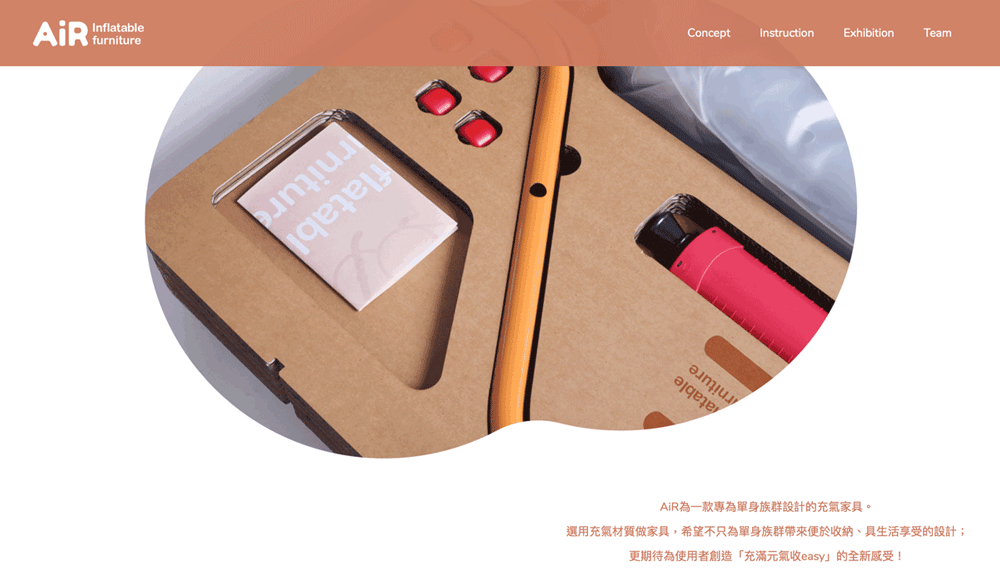 AiR Inflatable
furniture
Concept Instruction Exhibition Team
flatabl
rniture
flatable
rniture
AiR為一款專為單身族群設計的充氣家具。
選用充氣材質做家具，希望不只為單身族群帶來便於收納、具生活享受的設計；
更期待為使用者創造「充滿元氣收easy」的全新感受！